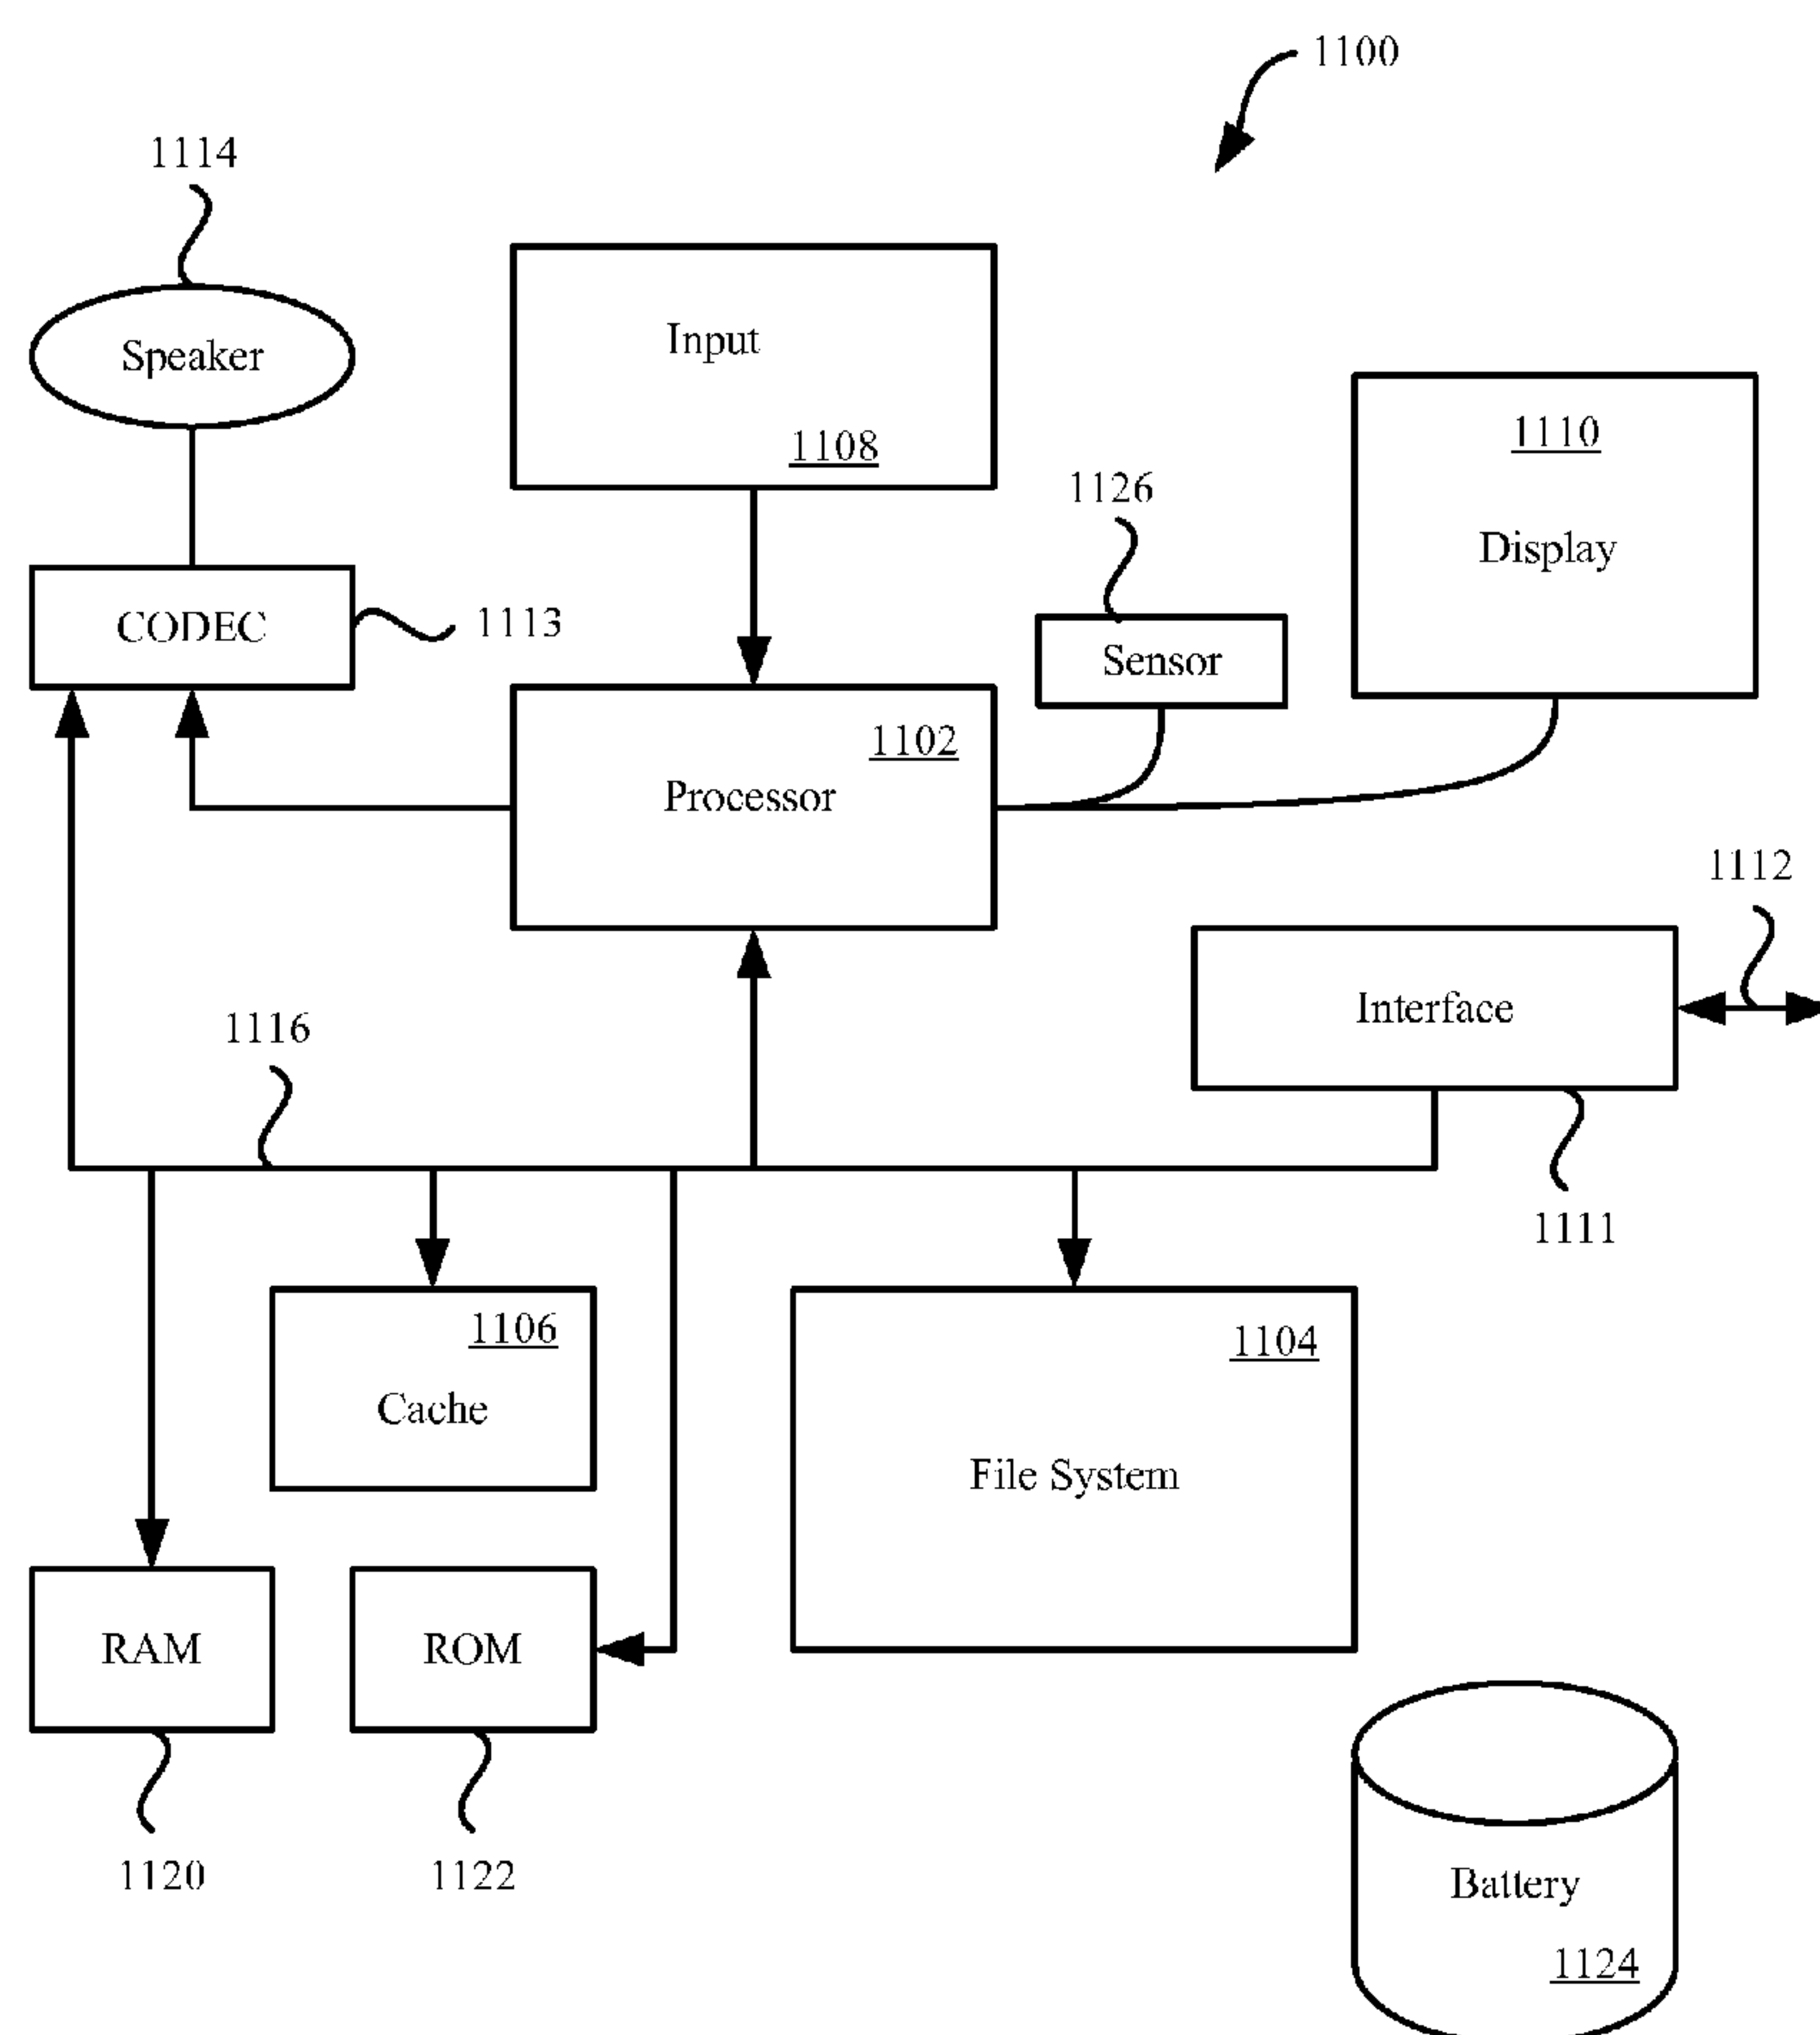 1100
1114
Speaker
Input
1108
1110
Display
1126
Sensor
CODEC
1113
1102
Processor
1112
Interface
1116
1111
1106
Cache
1104
File System
RAM
ROM
1120
1122
Battery
1124